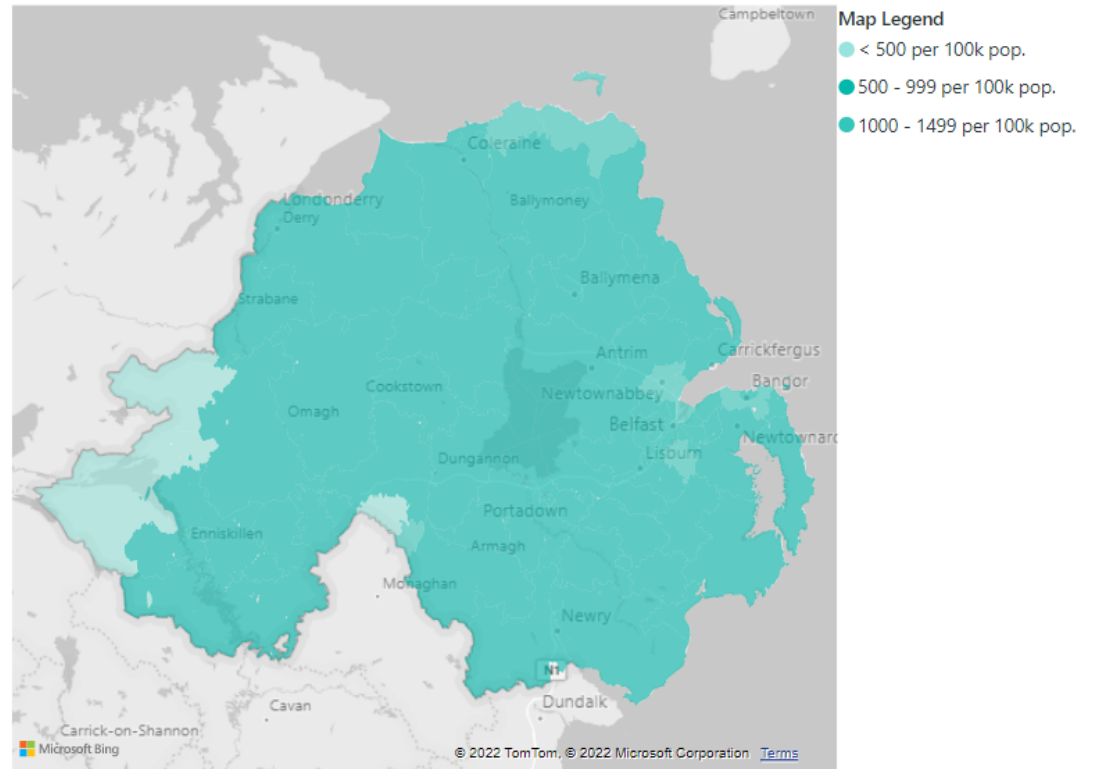 Campbeltown
Map Legend
< 500 per 100k pop.
500 - 999 per 100k pop.
1000 - 1499 per 100k pop.
Coleraine
Londonderry
Derry
Ballymoney
Ballymena
Strabane
Carrickfergus
Antrim
Bangor
Cookstown
Newtownabbey
Omagh
Belfast
Newtownard
Lisburn
Dungannon
Portadown
Enniskillen
Armagh
Monaghan
Newry
N1
Dundalk
Cavan
Carrick-on-Shannon
Microsoft Bing
© 2022 TomTom, © 2022 Microsoft Corporation Terms